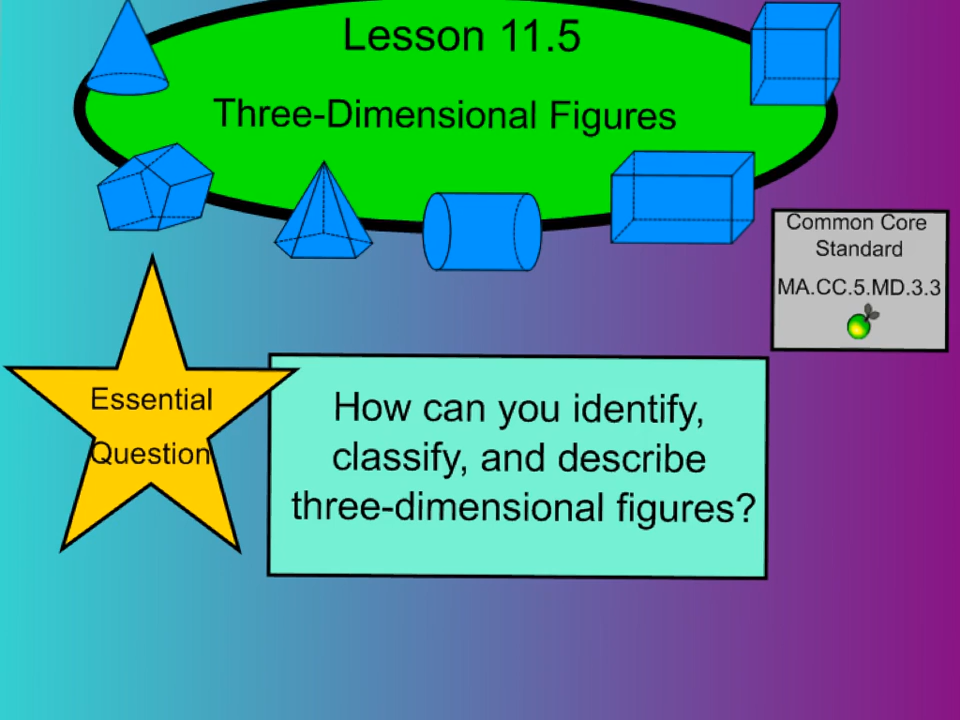 Lesson 11.5
Three-Dimensional Figures
Common Core
Standard
MA.CC.5.MD.3.3
Essential
Question
How can you identify,
classify, and describe
three-dimensional figures?